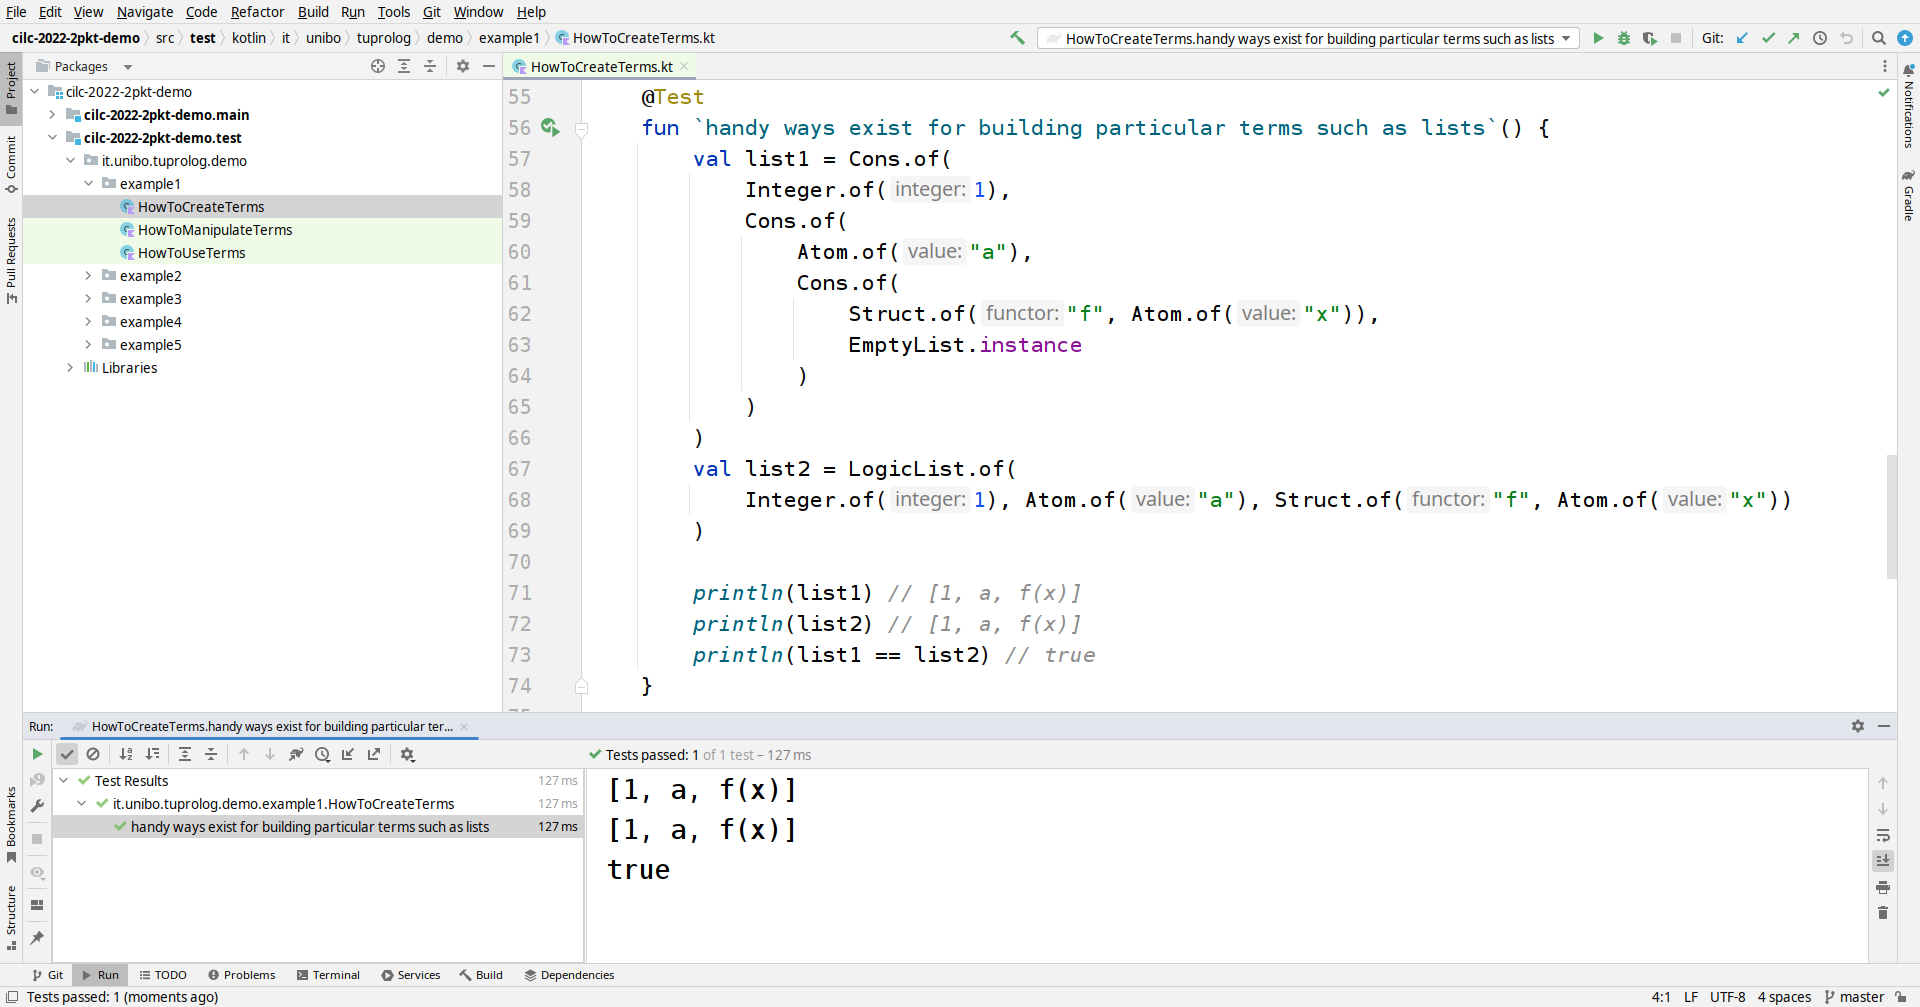 File Edit View Navigate Code Refactor Build Run Tools Git Window Help
cilc-2022-2pkt-demo src test kotlin it unibo tuprolog demo example1 HowToCreateTerms.kt
HowToCreateTerms.handy ways exist for building particular terms such as lists
Git:
Packages
HowToCreateTerms.kt
Project
Commit
Pull Requests
Bookmarks
Structure
Notifications
Gradle
cilc-2022-2pkt-demo
cilc-2022-2pkt-demo.main
cilc-2022-2pkt-demo.test
it.unibo.tuprolog.demo
example1
HowToCreateTerms
HowToManipulateTerms
HowToUseTerms
example2
example3
example4
example5
Libraries
55 @Test
56 fun `handy ways exist for building particular terms such as lists`() {
57 val list1 = Cons.of(
58 Integer.of( integer: 1),
59 Cons.of(
60 Atom.of( value: "a"),
61 Cons.of(
62 Struct.of( functor: "f", Atom.of( value: "x")),
63 EmptyList.instance
64 )
65 )
66 )
67 val list2 = LogicList.of(
68 Integer.of( integer: 1), Atom.of( value: "a"), Struct.of( functor: "f", Atom.of( value: "x"))
69 )
70
71 println(list1) // [1, a, f(x)]
72 println(list2) // [1, a, f(x)]
73 println(list1 == list2) // true
74 }
Run: HowToCreateTerms.handy ways exist for building particular ter...
Tests passed: 1 of 1 test – 127 ms
Test Results 127 ms
it.unibo.tuprolog.demo.example1.HowToCreateTerms 127 ms
handy ways exist for building particular terms such as lists 127 ms
[1, a, f(x)]
[1, a, f(x)]
true
Git Run TODO Problems Terminal Services Build Dependencies
Tests passed: 1 (moments ago)
4:1 LF UTF-8 4 spaces master